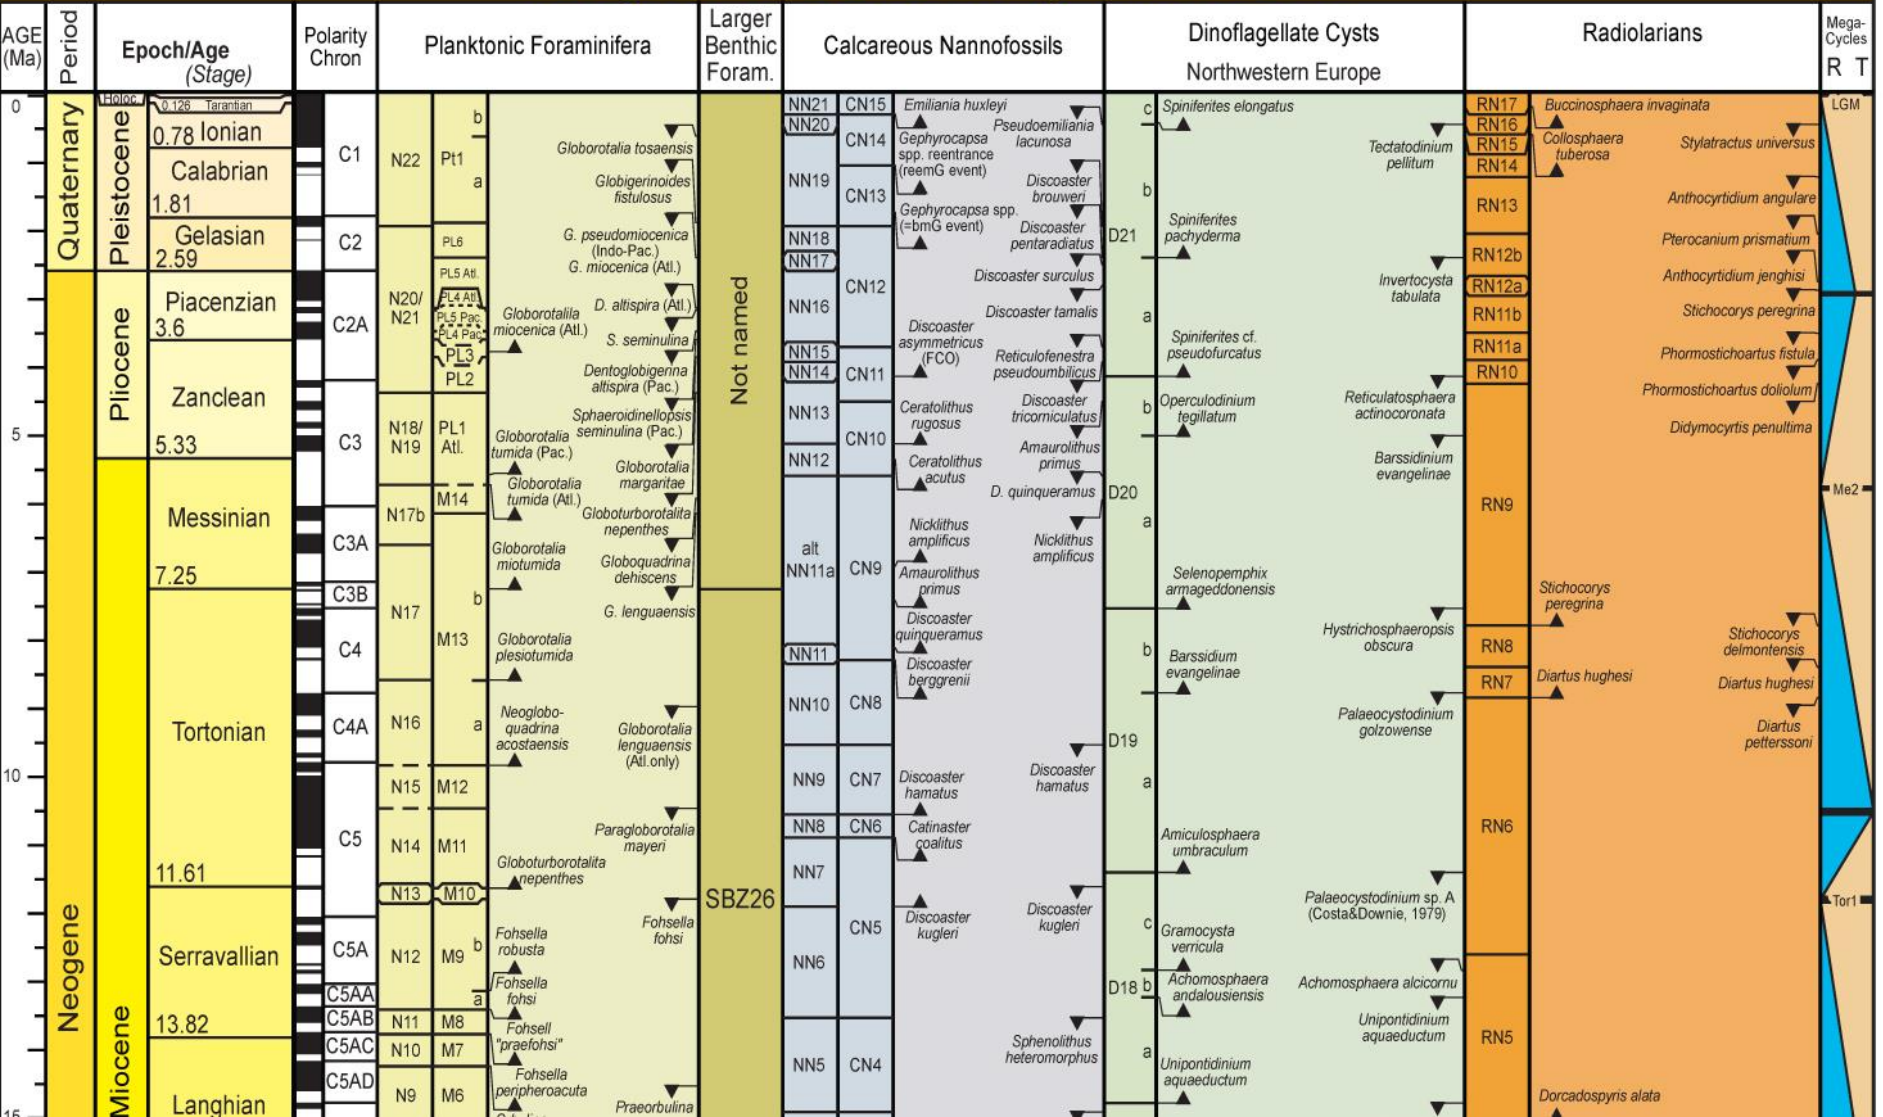 AGE
(Ma)
Period
Epoch/Age
(Stage)
Polarity
Chron
Planktonic Foraminifera
Larger
Benthic
Foram.
Calcareous Nannofossils
Dinoflagellate Cysts
Northwestern Europe
Radiolarians
Mega-
Cycles
R T
0
5
10
15
Quaternary
Neogene
Holoc.
Pleistocene
Pliocene
Miocene
0.126 Tarantian
0.78 Ionian
Calabrian
1.81
Gelasian
2.59
Piacenzian
3.6
Zanclean
5.33
Messinian
7.25
Tortonian
11.61
Serravallian
13.82
Langhian
C1
C2
C2A
C3
C3A
C3B
C4
C4A
C5
C5A
C5AA
C5AB
C5AC
C5AD
N22
N20/
N21
N18/
N19
N17b
N17
N16
N15
N14
N13
N12
N11
N10
N9
b
Pt1
a
PL6
PL5 Atl.
PL4 Atl.
PL5 Pac.
PL4 Pac.
PL3
PL2
PL1
Atl.
M14
b
M13
a
M12
M11
M10
M9
b
a
M8
M7
M6
Globorotalila
miocenica (Atl.)
Globorotalia
tumida (Pac.)
Globorotalia
tumida (Atl.)
Globorotalia
miotumida
Globorotalia
plesiotumida
Neoglobo-
quadrina
acostaensis
Globoturborotalita
nepenthes
Fohsella
robusta
Fohsella
fohsi
Fohsell
"praefohsi"
Fohsella
peripheroacuta
Globorotalia tosaensis
Globigerinoides
fistulosus
G. pseudomiocenica
(Indo-Pac.)
G. miocenica (Atl.)
D. altispira (Atl.)
S. seminulina
Dentoglobigerina
altispira (Pac.)
Sphaeroidinellopsis
seminulina (Pac.)
Globorotalia
margaritae
Globoturborotalita
nepenthes
Globoquadrina
dehiscens
G. lenguaensis
Globorotalia
lenguaensis
(Atl.only)
Paragloborotalia
mayeri
Fohsella
fohsi
Praeorbulina
Not named
SBZ26
NN21
NN20
NN19
NN18
NN17
NN16
NN15
NN14
NN13
NN12
alt
NN11a
NN11
NN10
NN9
NN8
NN7
NN6
NN5
CN15
CN14
CN13
CN12
CN11
CN10
CN9
CN8
CN7
CN6
CN5
CN4
Emiliania huxleyi
Gephyrocapsa
spp. reentrance
(reemG event)
Gephyrocapsa spp.
(=bmG event)
Discoaster
asymmetricus
(FCO)
Ceratolithus
rugosus
Ceratolithus
acutus
Nicklithus
amplificus
Amaurolithus
primus
Discoaster
quinqueramus
Discoaster
berggrenii
Discoaster
hamatus
Catinaster
coalitus
Discoaster
kugleri
Pseudoemiliania
lacunosa
Discoaster
brouweri
Discoaster
pentaradiatus
Discoaster surculus
Discoaster tamalis
Reticulofenestra
pseudoumbilicus
Discoaster
tricorniculatus
Amaurolithus
primus
D. quinqueramus
Nicklithus
amplificus
Discoaster
hamatus
Discoaster
kugleri
Sphenolithus
heteromorphus
c
b
D21
a
b
D20
a
b
D19
a
c
D18 b
a
Spiniferites elongatus
Spiniferites
pachyderma
Spiniferites cf.
pseudofurcatus
Operculodinium
tegillatum
Selenopemphix
armageddonensis
Barssidium
evangelinae
Amiculosphaera
umbraculum
Gramocysta
verricula
Achomosphaera
andalousiensis
Unipontidinium
aquaeductum
Tectatodinium
pellitum
Invertocysta
tabulata
Reticulatosphaera
actinocoronata
Barssidinium
evangelinae
Hystrichosphaeropsis
obscura
Palaeocystodinium
golzowense
Palaeocystodinium sp. A
(Costa&Downie, 1979)
Achomosphaera alcicornu
Unipontidinium
aquaeductum
RN17
RN16
RN15
RN14
RN13
RN12b
RN12a
RN11b
RN11a
RN10
RN9
RN8
RN7
RN6
RN5
Buccinosphaera invaginata
Collosphaera
tuberosa
Stichocorys
peregrina
Diartus hughesi
Dorcadospyris alata
Stylatractus universus
Anthocyrtidium angulare
Pterocanium prismatium
Anthocyrtidium jenghisi
Stichocorys peregrina
Phormostichoartus fistula
Phormostichoartus doliolum
Didymocyrtis penultima
Stichocorys
delmontensis
Diartus hughesi
Diartus
petterssoni
LGM
Me2
Tor1